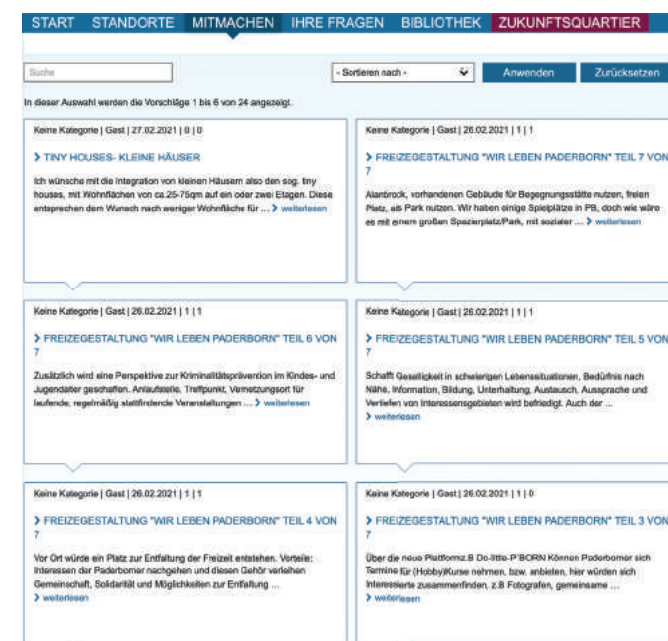 START STANDORTE MITMACHEN IHRE FRAGEN BIBLIOTHEK ZUKUNFTSQUARTIER
Suche
- Sortieren nach -
Anwenden
Zurücksetzen
In dieser Auswahl werden die Vorschläge 1 bis 6 von 24 angezeigt.
Keine Kategorie | Gast | 27.02.2021 | 0 | 0
TINY HOUSES- KLEINE HÄUSER
Ich wünsche mit die Integration von kleinen Häusern also den sog. tiny
houses, mit Wohnflächen von ca.25-75qm auf ein oder zwei Etagen. Diese
entsprechen dem Wunsch nach weniger Wohnfläche für ... weiterlesen
Keine Kategorie | Gast | 26.02.2021 | 1 | 1
FREIZEGESTALTUNG "WIR LEBEN PADERBORN" TEIL 7 VON
7
Alanbrook, vorhandenen Gebäude für Begegnungsstätte nutzen, freien
Platz, als Park nutzen. Wir haben einige Spielplätze in PB, doch wie wäre
es mit einem großen Spazierplatz/Park, mit sozialer ... weiterlesen
Keine Kategorie | Gast | 26.02.2021 | 1 | 1
FREIZEGESTALTUNG "WIR LEBEN PADERBORN" TEIL 6 VON
7
Zusätzlich wird eine Perspektive zur Kriminalitätsprävention im Kindes- und
Jugendalter geschaffen. Anlaufstelle, Treffpunkt, Vernetzungsort für
laufende, regelmäßig stattfindende Veranstaltungen ... weiterlesen
Keine Kategorie | Gast | 26.02.2021 | 1 | 1
FREIZEGESTALTUNG "WIR LEBEN PADERBORN" TEIL 5 VON
7
Schafft Geselligkeit in schwierigen Lebenssituationen, Bedüfnis nach
Nähe, Information, Bildung, Unterhaltung, Austausch, Aussprache und
Vertiefen von Interessensgebieten wird befriedigt. Auch der ...
weiterlesen
Keine Kategorie | Gast | 26.02.2021 | 1 | 1
FREIZEGESTALTUNG "WIR LEBEN PADERBORN" TEIL 4 VON
7
Vor Ort würde ein Platz zur Entfaltung der Freizeit entstehen. Vorteile:
Interessen der Paderborner nachgehen und diesen Gehör verleihen
Gemeinschaft, Solidarität und Möglichkeiten zur Entfaltung ...
weiterlesen
Keine Kategorie | Gast | 26.02.2021 | 1 | 0
FREIZEGESTALTUNG "WIR LEBEN PADERBORN" TEIL 3 VON
7
Über die neue Plattformz.B Do-little-P'BORN Können Paderborner sich
Termine für (Hobby)Kurse nehmen, bzw. anbieten, hier würden sich
Interessierte zusammenfinden, z.B Fotografen, gemeinsame ...
weiterlesen